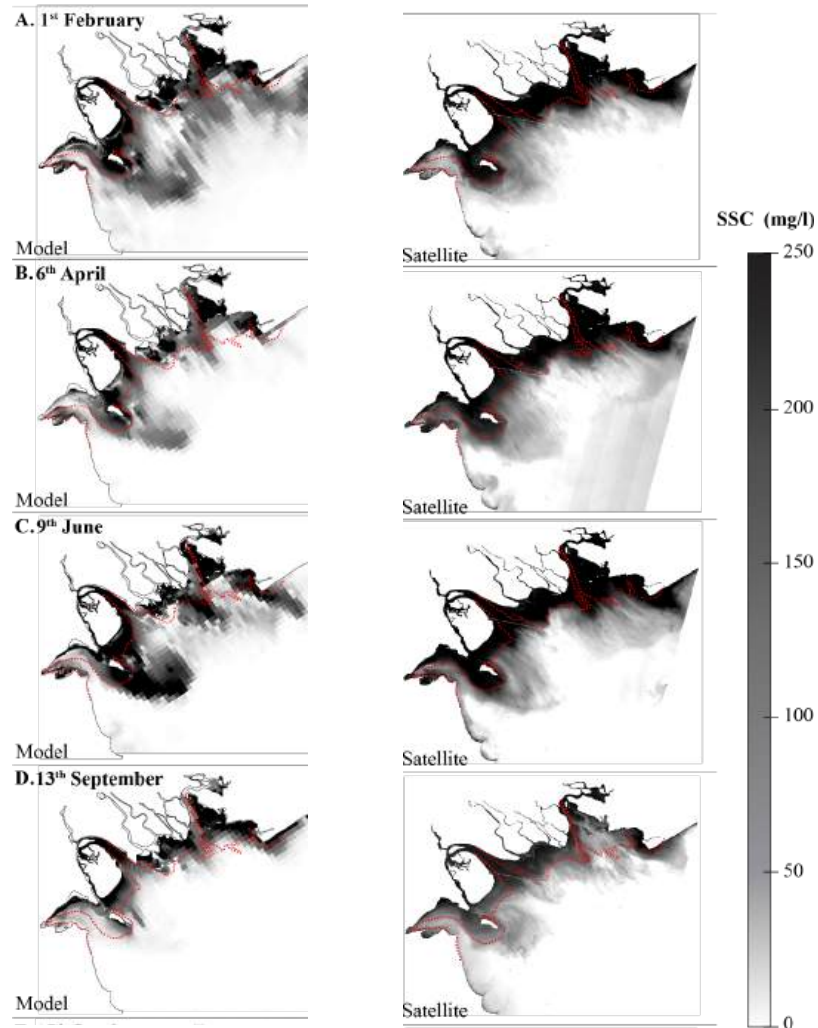 A. 1st February
Model
Satellite
SSC (mg/l)
250
B. 6th April
200
Model
Satellite
C. 9th June
150
100
Model
Satellite
D. 13th September
50
Model
Satellite
0